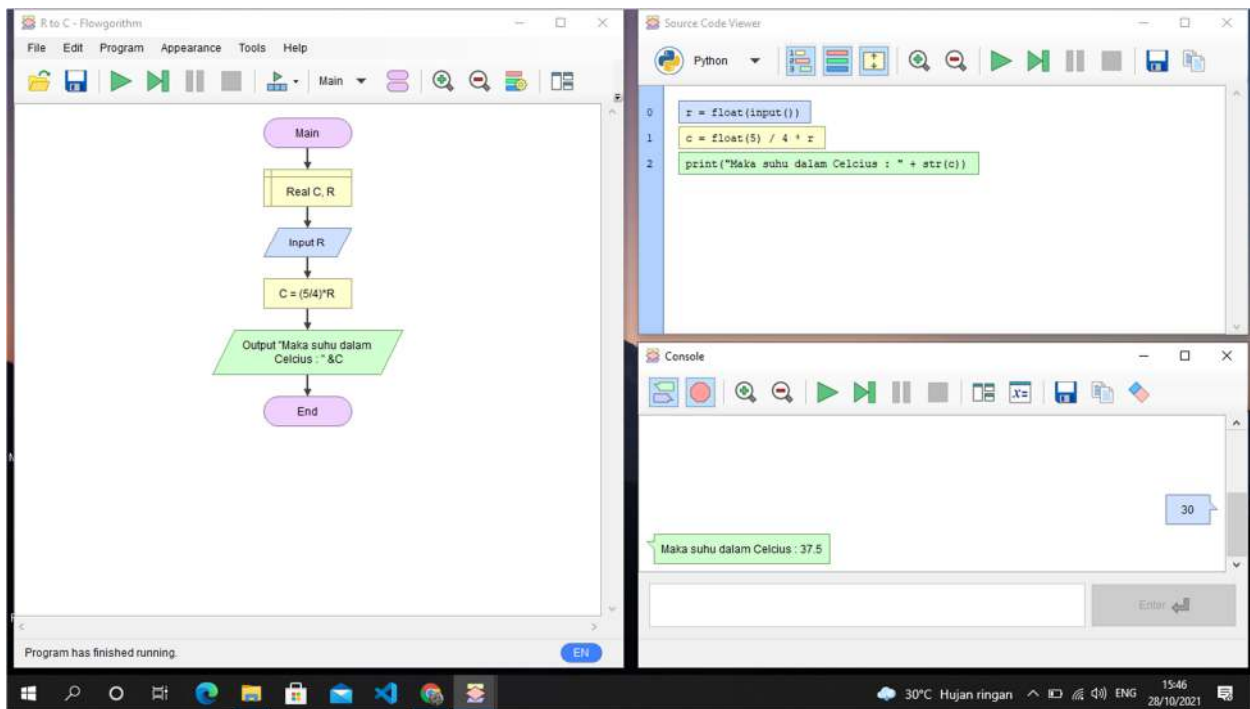 R to C - Flowgorithm
File Edit Program Appearance Tools Help
Main
Main
Real C, R
Input R
C = (5/4)*R
Output "Maka suhu dalam
Celcius : " &C
End
Program has finished running.
EN
Source Code Viewer
Python
0 r = float(input())
1 c = float(5) / 4 * r
2 print("Maka suhu dalam Celcius : " + str(c))
Console
x=
30
Maka suhu dalam Celcius : 37.5
Enter
30°C Hujan ringan ENG
15:46
28/10/2021